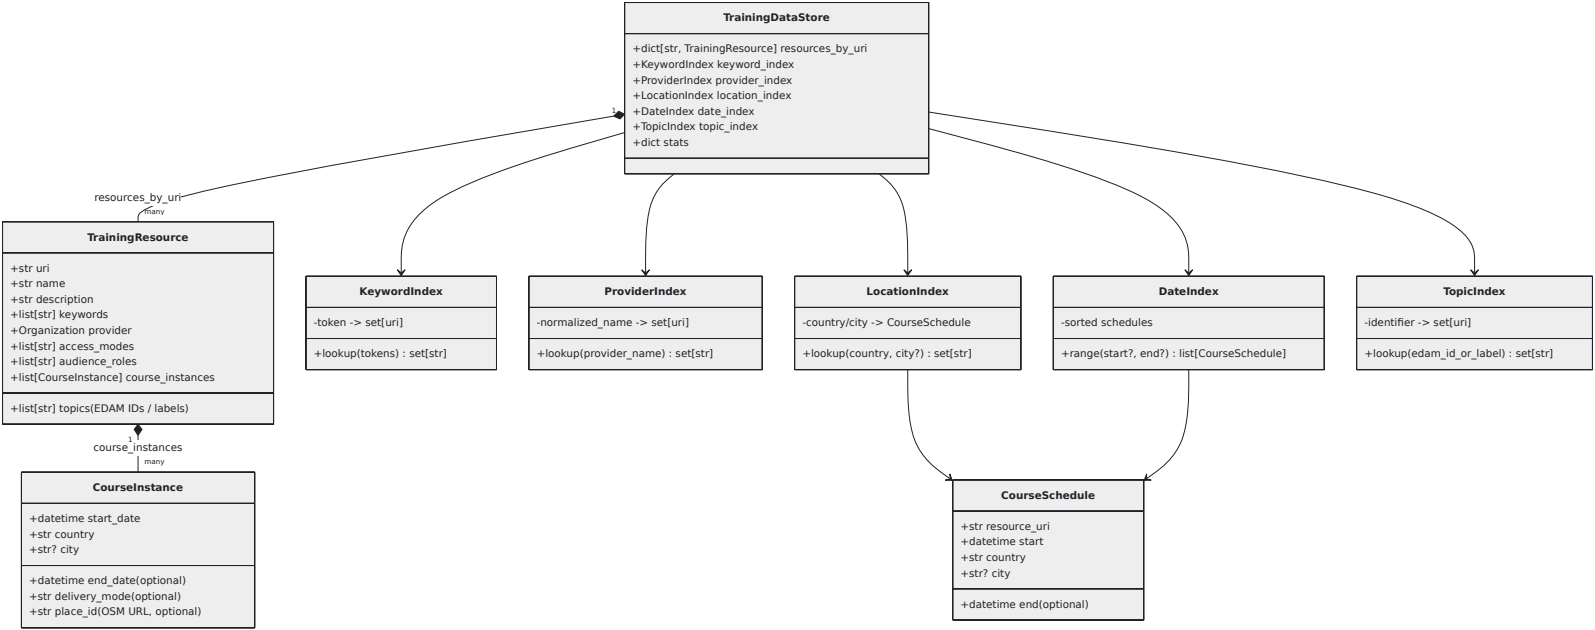 TrainingDataStore
+dict[str, TrainingResource] resources_by_uri
+KeywordIndex keyword_index
+ProviderIndex provider_index
+LocationIndex location_index
+DateIndex date_index
+TopicIndex topic_index
+dict stats
1
resources_by_uri
many
TrainingResource
+str uri
+str name
+str description
+list[str] keywords
+Organization provider
+list[str] access_modes
+list[str] audience_roles
+list[CourseInstance] course_instances
+list[str] topics(EDAM IDs / labels)
KeywordIndex
-token -> set[uri]
+lookup(tokens) : set[str]
ProviderIndex
-normalized_name -> set[uri]
+lookup(provider_name) : set[str]
LocationIndex
-country/city -> CourseSchedule
+lookup(country, city?) : set[str]
DateIndex
-sorted schedules
+range(start?, end?) : list[CourseSchedule]
TopicIndex
-identifier -> set[uri]
+lookup(edam_id_or_label) : set[str]
1
course_instances
many
CourseInstance
+datetime start_date
+str country
+str? city
+datetime end_date(optional)
+str delivery_mode(optional)
+str place_id(OSM URL, optional)
CourseSchedule
+str resource_uri
+datetime start
+str country
+str? city
+datetime end(optional)